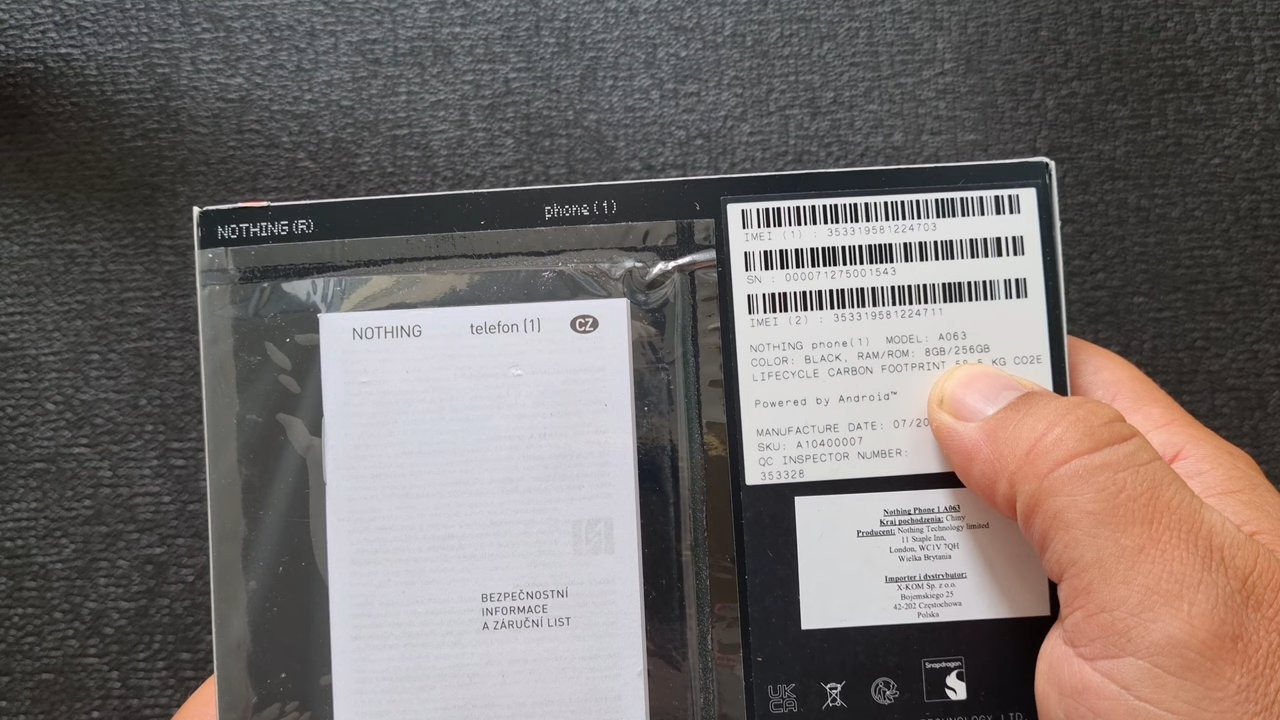 NOTHING(R)
phone(1)
NOTHING
telefon (1)
CZ
BEZPEČNOSTNÍ
INFORMACE
A ZÁRUČNÍ LIST
IMEI (1) : 353319581224703
SN : 000071275001543
IMEI (2) : 353319581224711
NOTHING phone(1) MODEL: A063
COLOR: BLACK, RAM/ROM: 8GB/256GB
LIFECYCLE CARBON FOOTPRINT KG CO2E
Powered by Android™
MANUFACTURE DATE: 07/20
SKU: A10400007
QC INSPECTOR NUMBER:
353328
Nothing Phone 1 A063
Kraj pochodzenia: Chiny
Producent: Nothing Technology limited
11 Staple Inn,
London, WC1V 7QH
Wielka Brytania
Importer i dystrybutor:
X-KOM Sp. z o.o.
Bojemskiego 25
42-202 Częstochowa
Polska
UK
CA
Snapdragon
TECHNOLOGY LTD.